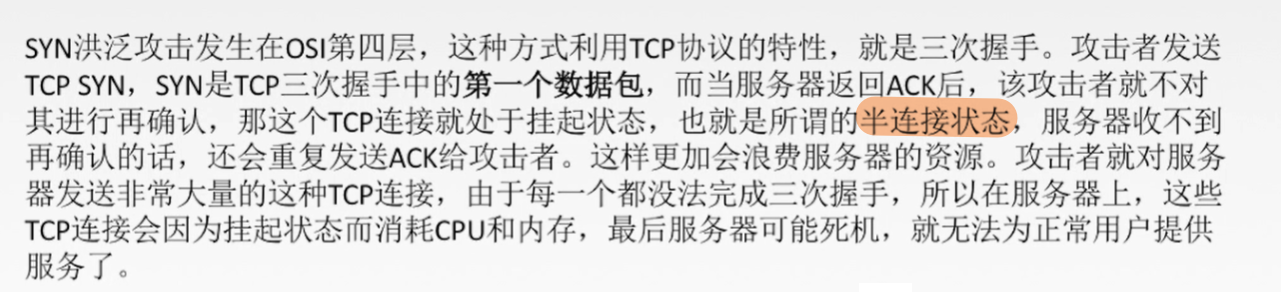 SYN洪泛攻击发生在OSI第四层，这种方式利用TCP协议的特性，就是三次握手。攻击者发送
TCP SYN，SYN是TCP三次握手中的第一个数据包，而当服务器返回ACK后，该攻击者就不对
其进行再确认，那这个TCP连接就处于挂起状态，也就是所谓的半连接状态，服务器收不到
再确认的话，还会重复发送ACK给攻击者。这样更加会浪费服务器的资源。攻击者就对服务
器发送非常大量的这种TCP连接，由于每一个都没法完成三次握手，所以在服务器上，这些
TCP连接会因为挂起状态而消耗CPU和内存，最后服务器可能死机，就无法为正常用户提供
服务了。